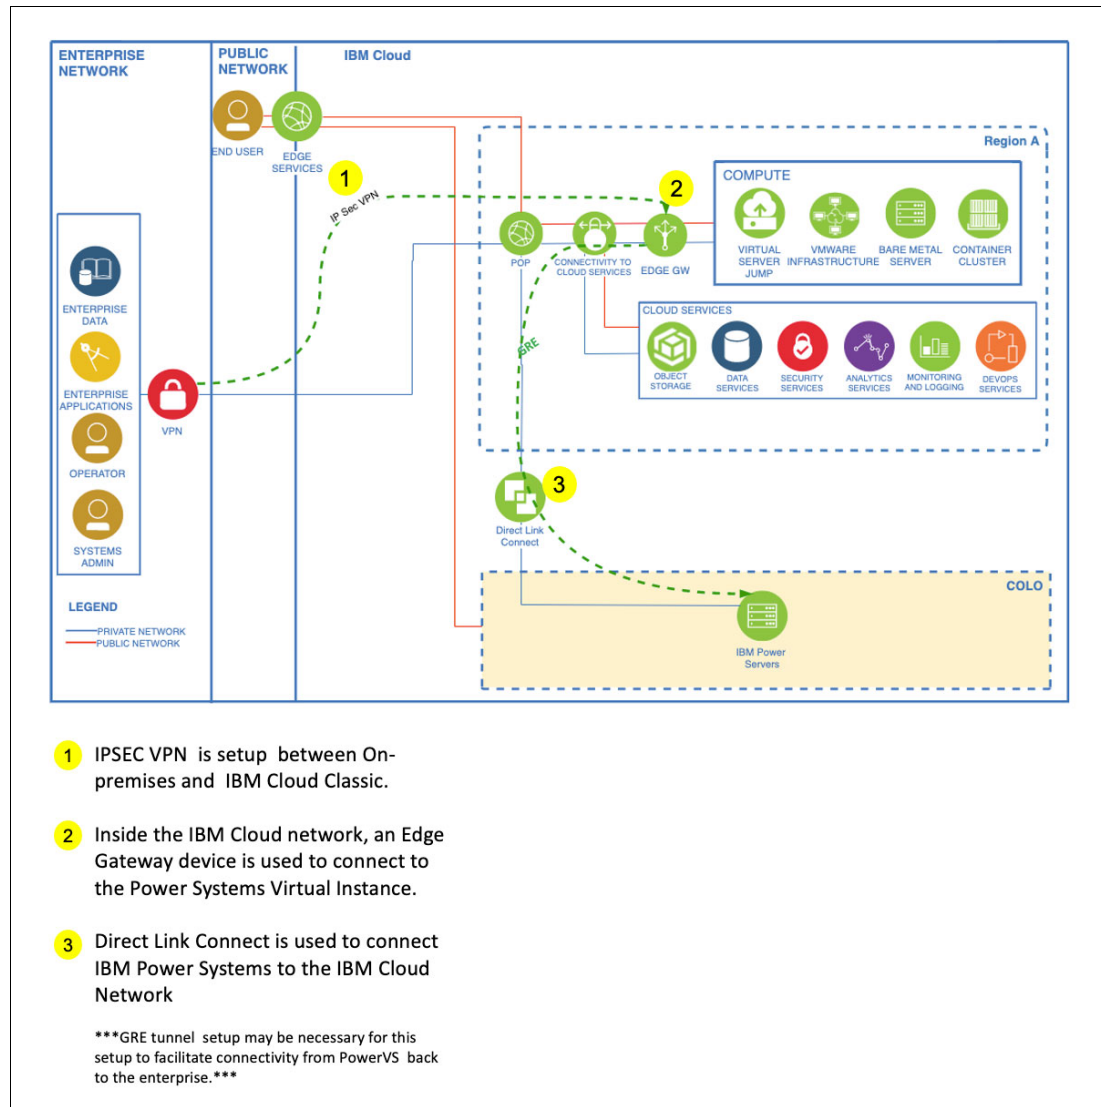 ENTERPRISE
NETWORK
PUBLIC
NETWORK
IBM Cloud
END USER
EDGE
SERVICES
1
IP Sec VPN
2
Region A
COMPUTE
VIRTUAL
SERVER
JUMP
VMWARE
INFRASTRUCTURE
BARE METAL
SERVER
CONTAINER
CLUSTER
POP
CONNECTIVITY TO
CLOUD SERVICES
EDGE GW
GRE
CLOUD SERVICES
OBJECT
STORAGE
DATA
SERVICES
SECURITY
SERVICES
ANALYTICS
SERVICES
MONITORING
AND LOGGING
DEVOPS
SERVICES
ENTERPRISE
DATA
ENTERPRISE
APPLICATIONS
OPERATOR
SYSTEMS
ADMIN
VPN
3
Direct Link
Connect
COLO
IBM Power
Servers
LEGEND
PRIVATE NETWORK
PUBLIC NETWORK
1 IPSEC VPN is setup between On-
premises and IBM Cloud Classic.
2 Inside the IBM Cloud network, an Edge
Gateway device is used to connect to
the Power Systems Virtual Instance.
3 Direct Link Connect is used to connect
IBM Power Systems to the IBM Cloud
Network
***GRE tunnel setup may be necessary for this
setup to facilitate connectivity from PowerVS back
to the enterprise.***